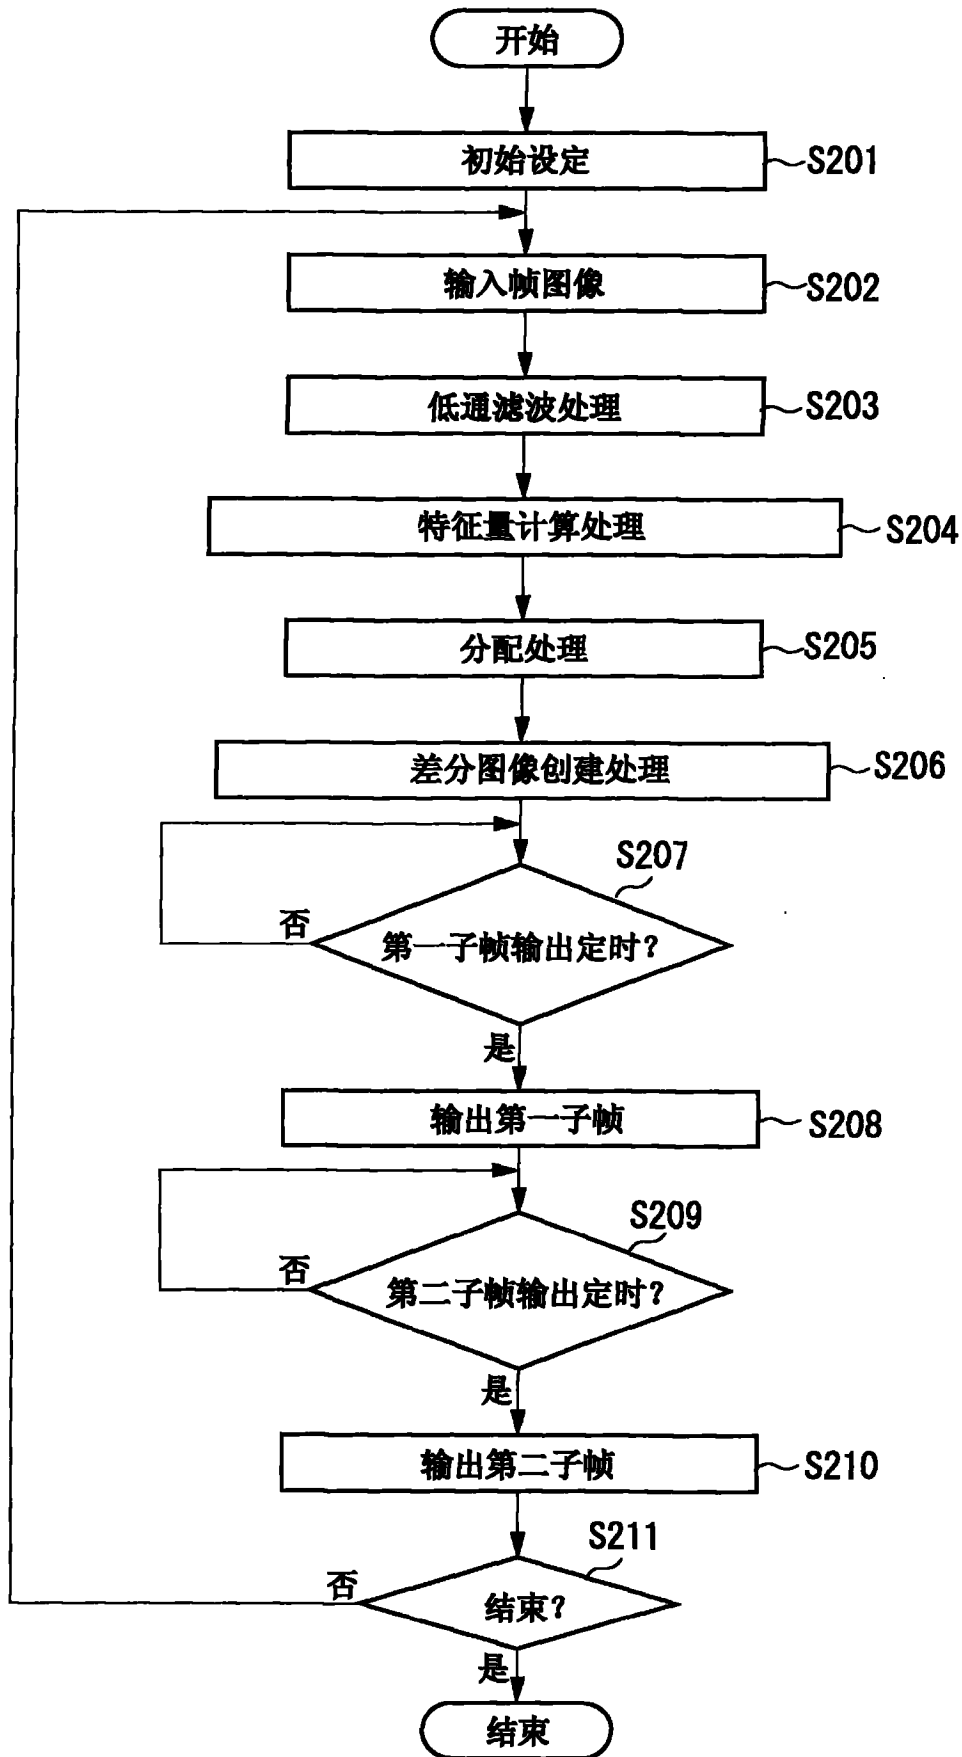 开始
初始设定
S201
输入帧图像
S202
低通滤波处理
S203
特征量计算处理
S204
分配处理
S205
差分图像创建处理
S206
S207
否
第一子帧输出定时？
是
输出第一子帧
S208
S209
否
第二子帧输出定时？
是
输出第二子帧
S210
S211
否
结束？
是
结束